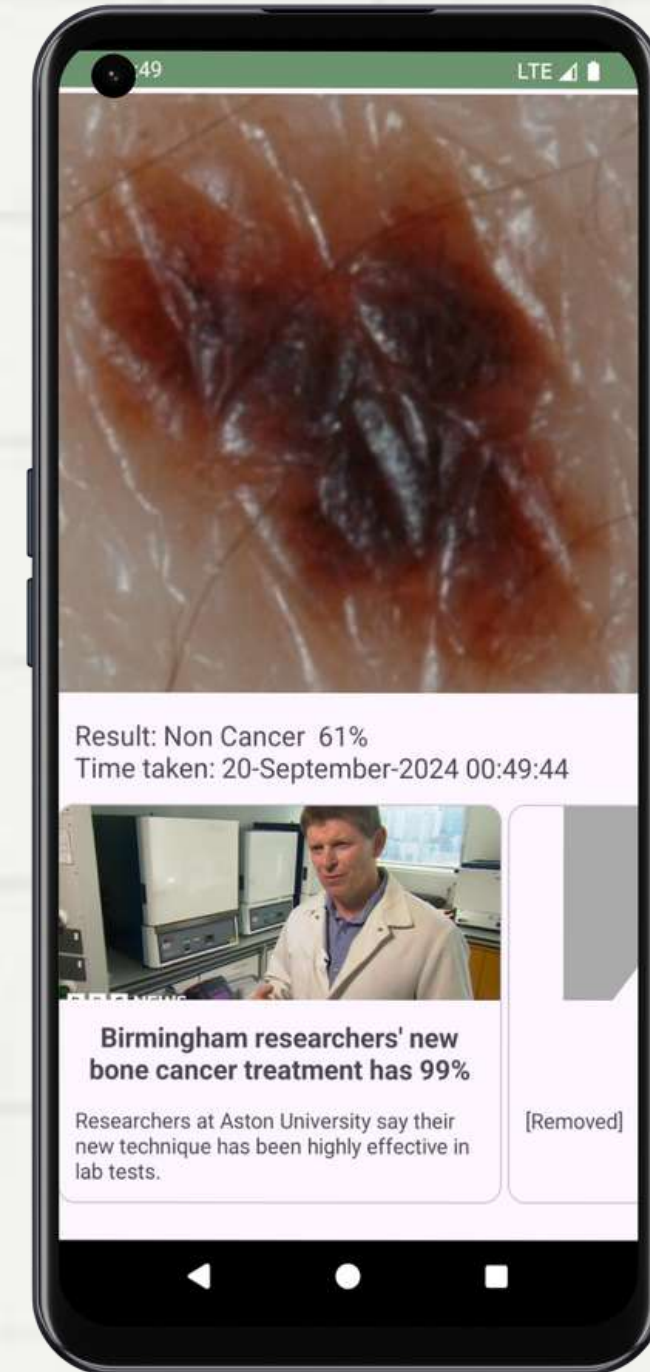 :49
LTE
Result: Non Cancer 61%
Time taken: 20-September-2024 00:49:44
NEWS
Birmingham researchers' new
bone cancer treatment has 99%
Researchers at Aston University say their
new technique has been highly effective in
lab tests.
[Removed]